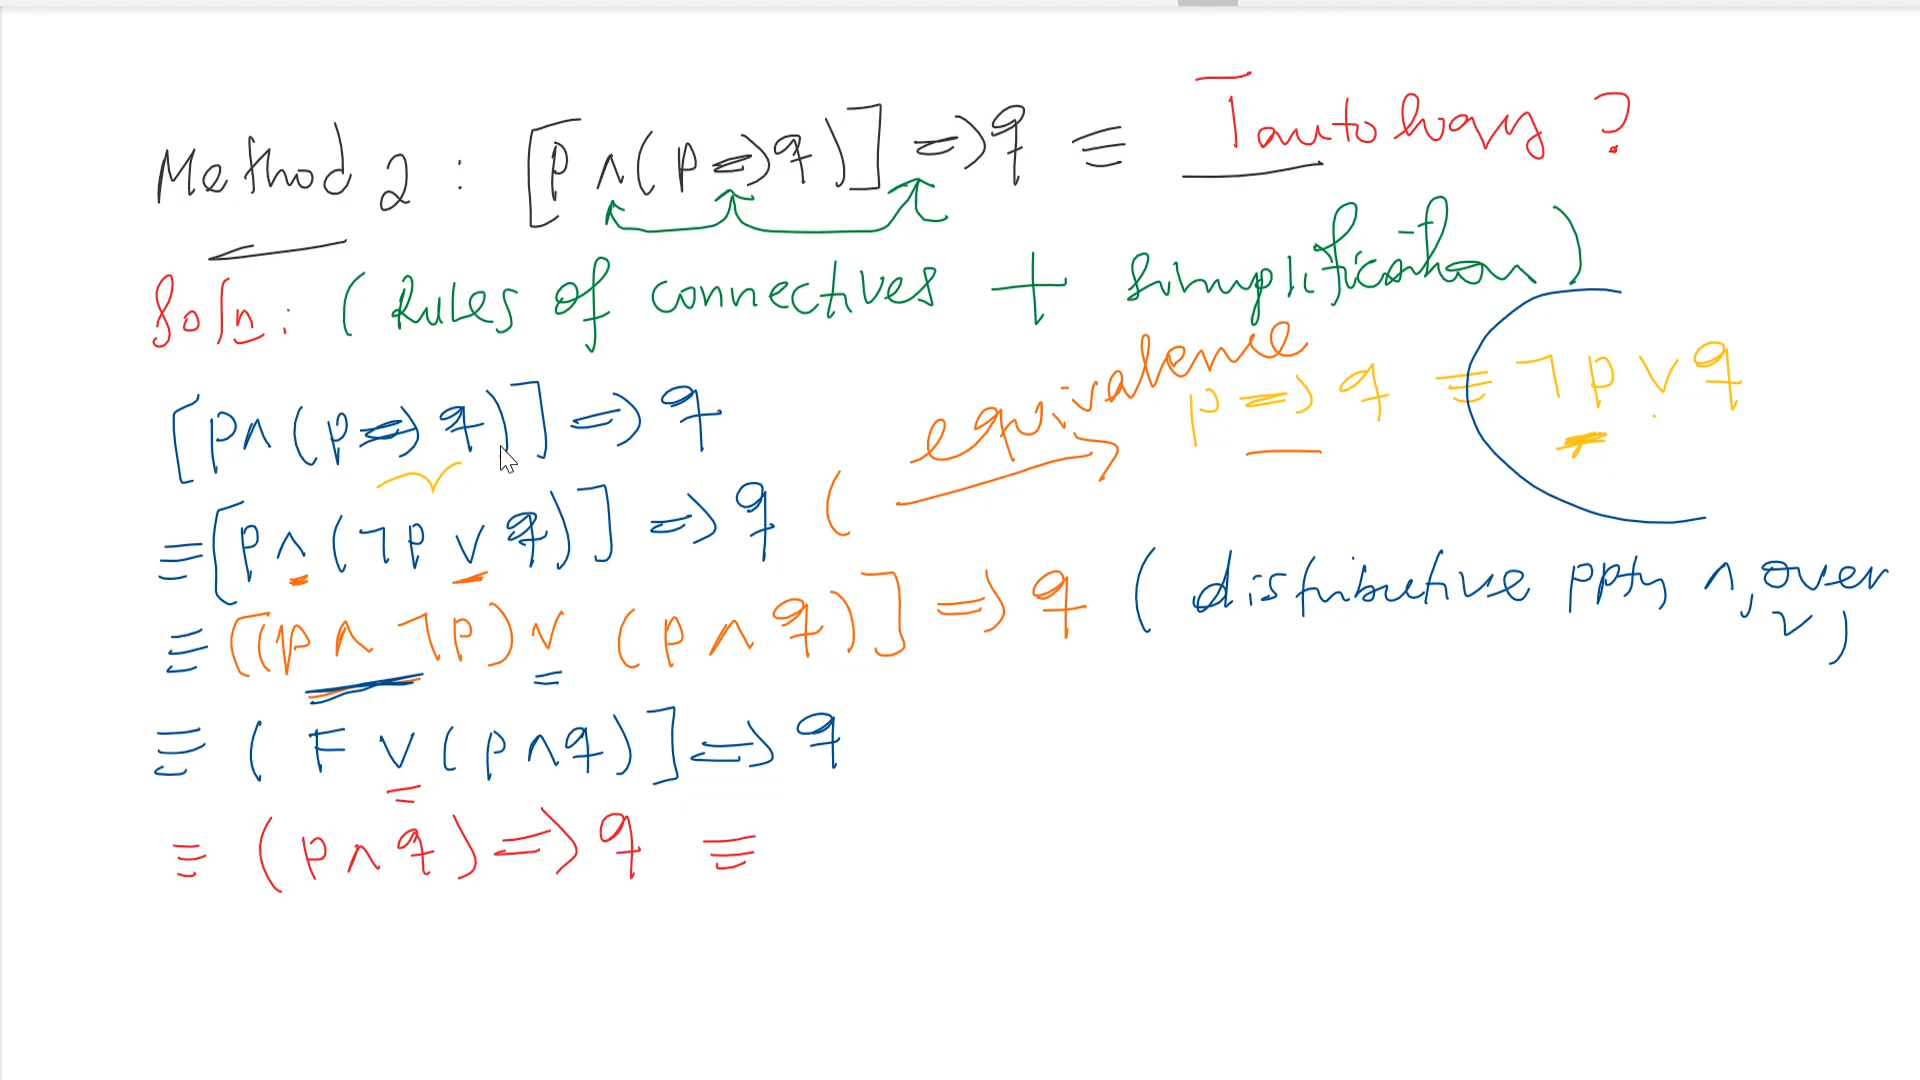 Method 2 : [p ∧ (p ⇒ q)] ⇒ q ≡ Tautology ?
Soln: ( Rules of connectives + Simplification )
[p ∧ (p ⇒ q)] ⇒ q
≡ [p ∧ (¬p ∨ q)] ⇒ q ( equivalence p ⇒ q ≡ ¬p ∨ q
≡ [(p ∧ ¬p) ∨ (p ∧ q)] ⇒ q ( distributive ppty ∧, over ∨ )
≡ ( F ∨ (p ∧ q)] ⇒ q
≡ (p ∧ q) ⇒ q ≡